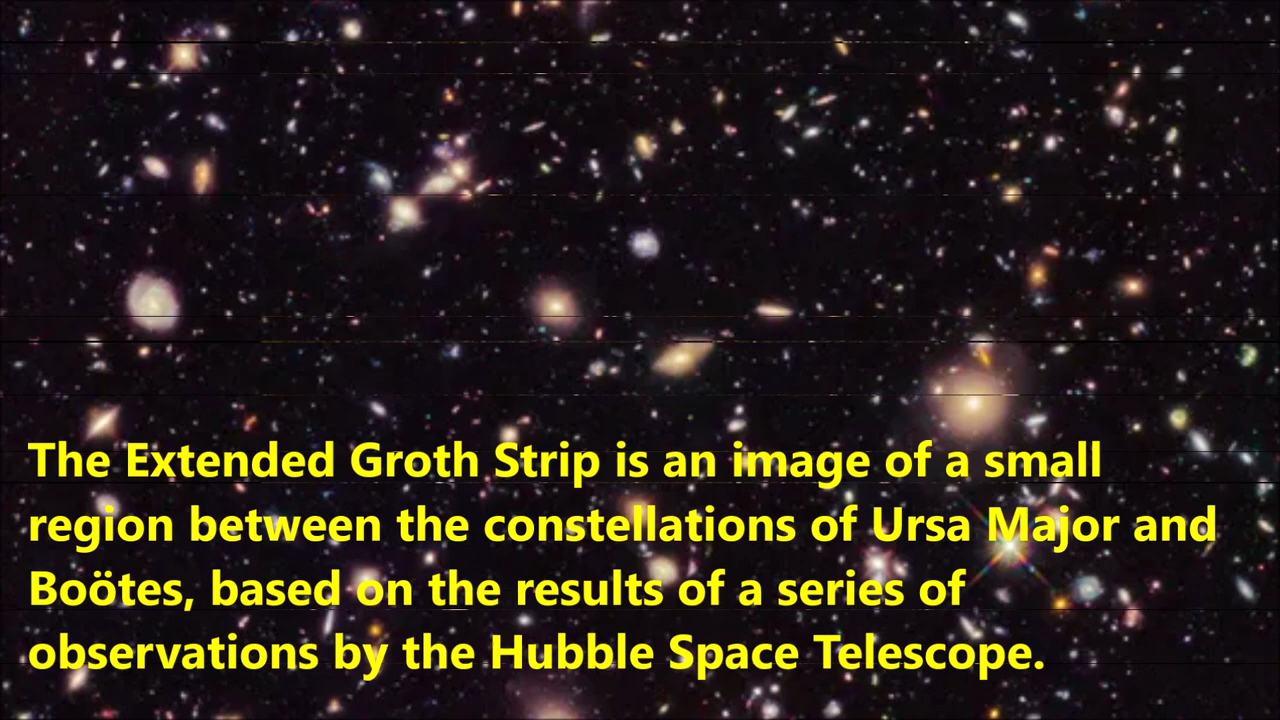 The Extended Groth Strip is an image of a small
region between the constellations of Ursa Major and
Boötes, based on the results of a series of
observations by the Hubble Space Telescope.